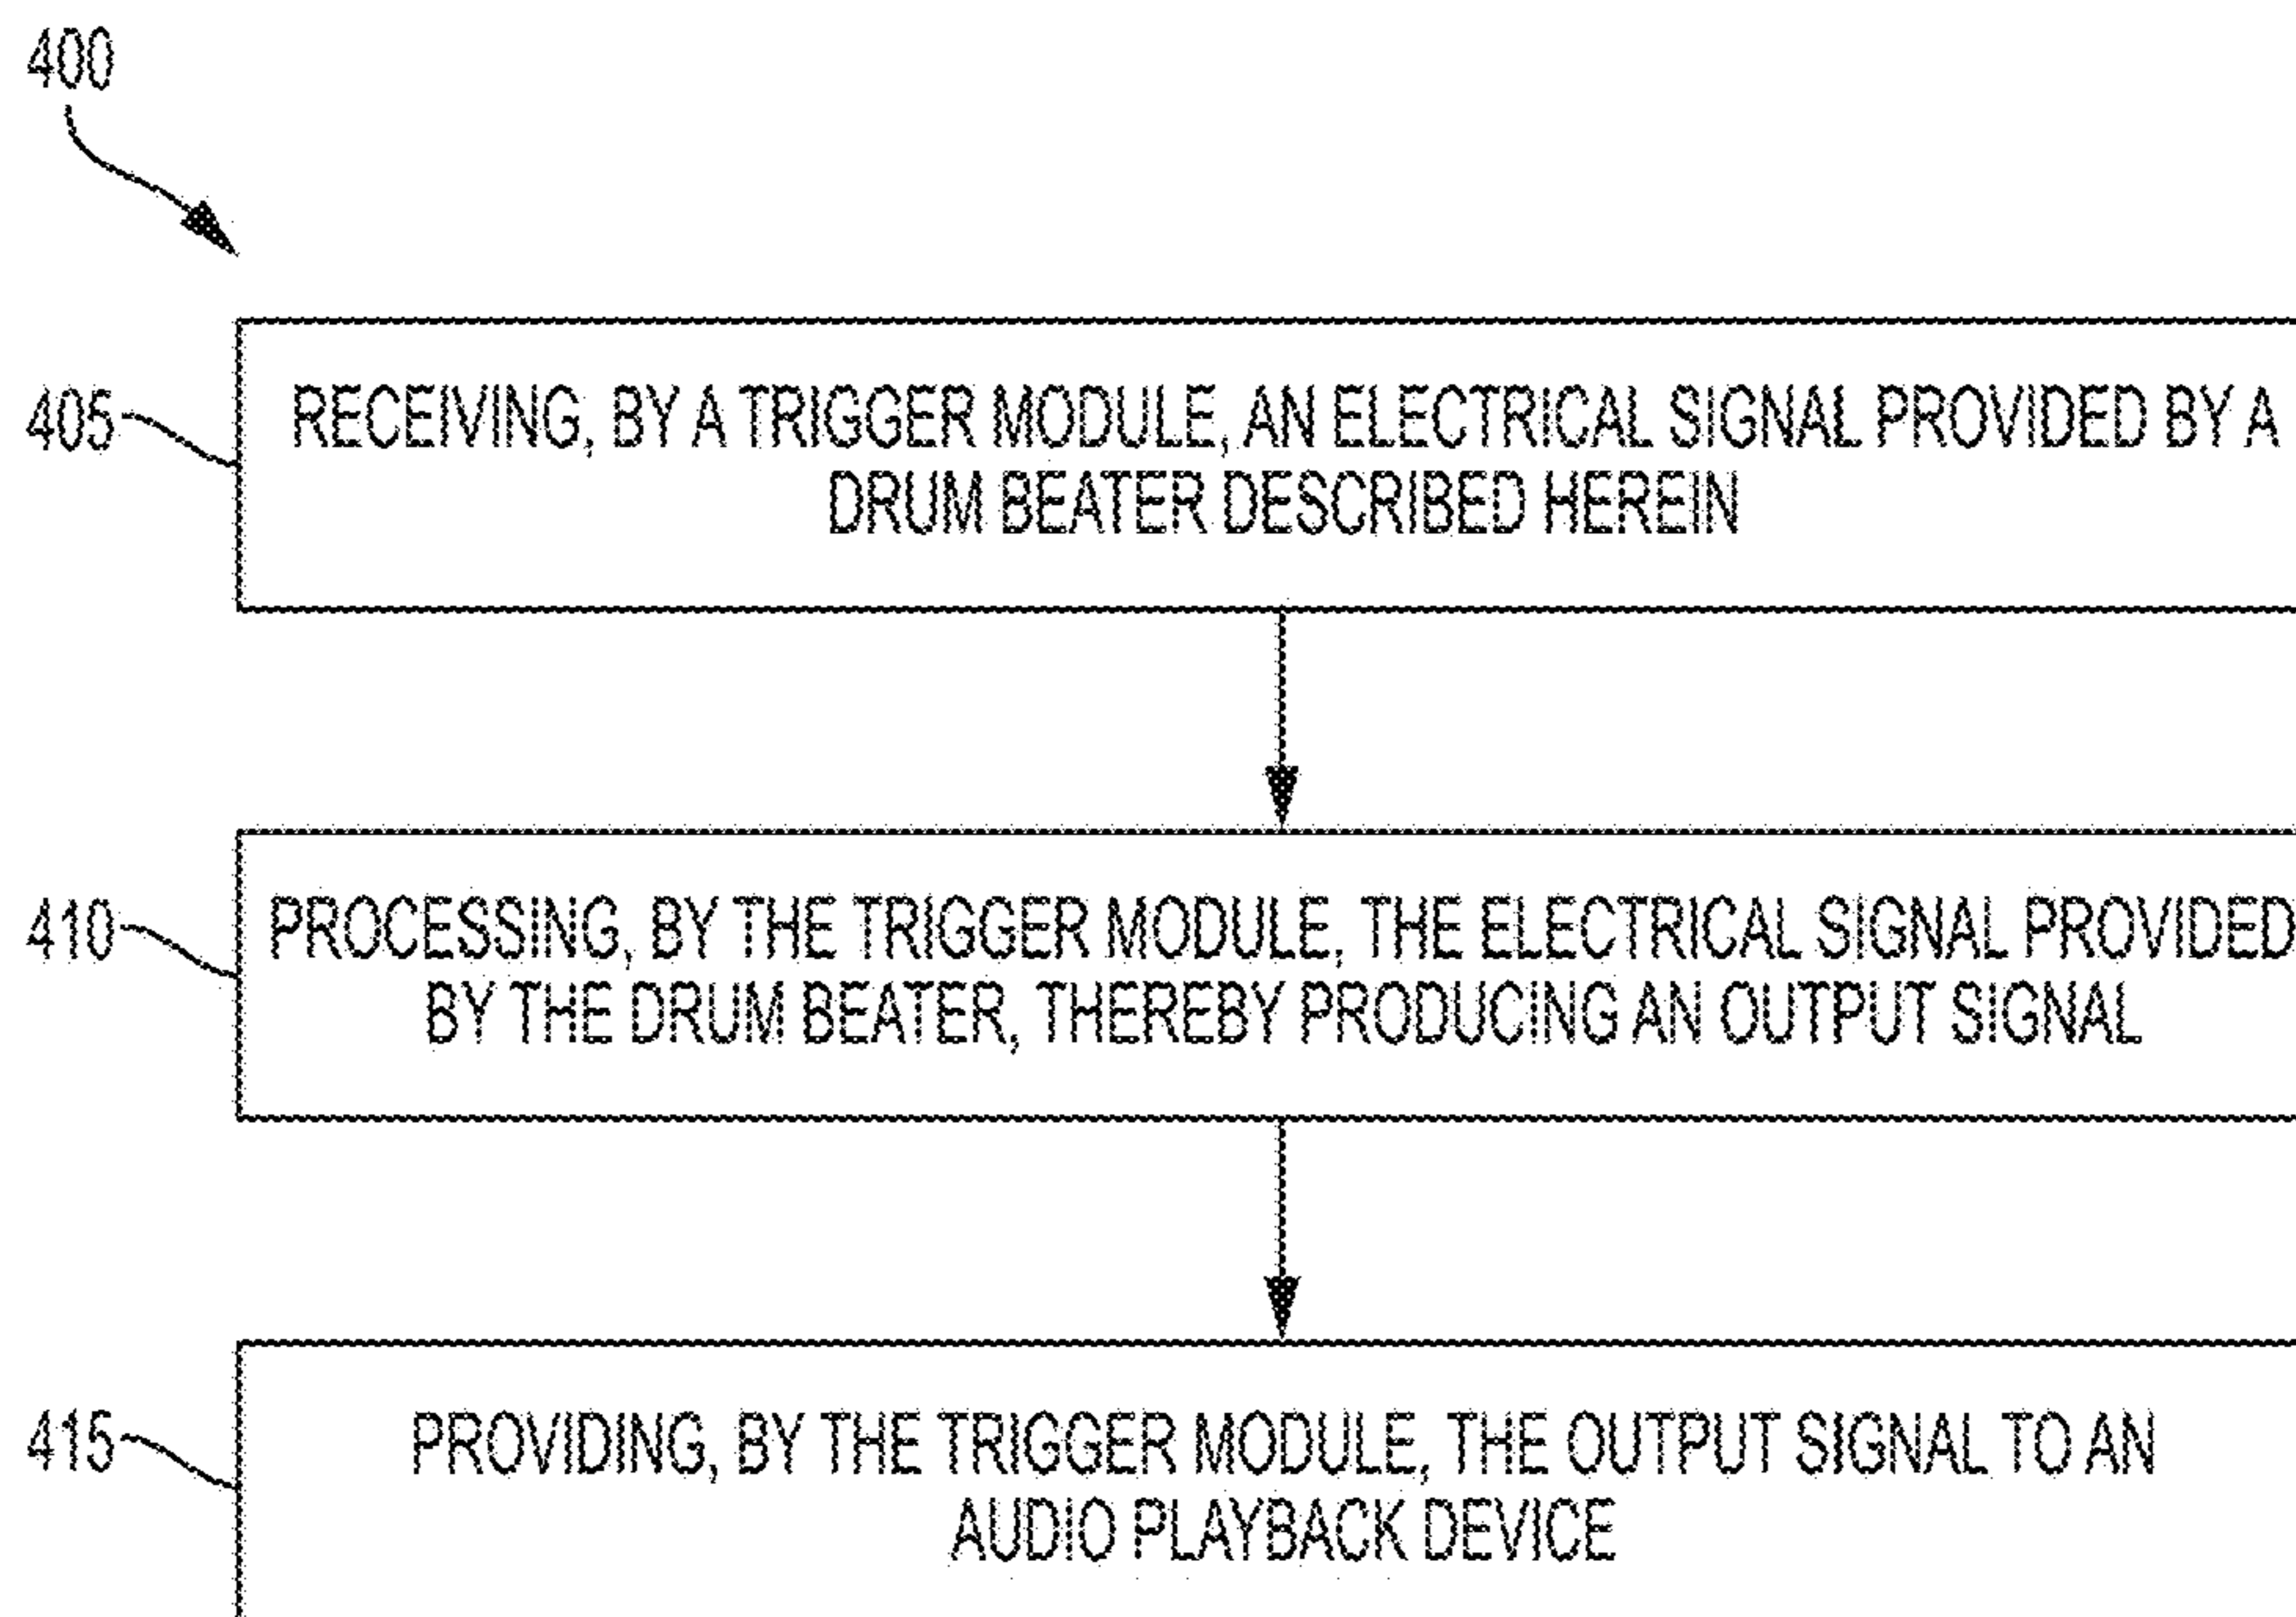 400
405
RECEIVING, BY A TRIGGER MODULE, AN ELECTRICAL SIGNAL PROVIDED BY A
DRUM BEATER DESCRIBED HEREIN
410
PROCESSING, BY THE TRIGGER MODULE, THE ELECTRICAL SIGNAL PROVIDED
BY THE DRUM BEATER, THEREBY PRODUCING AN OUTPUT SIGNAL
415
PROVIDING, BY THE TRIGGER MODULE, THE OUTPUT SIGNAL TO AN
AUDIO PLAYBACK DEVICE